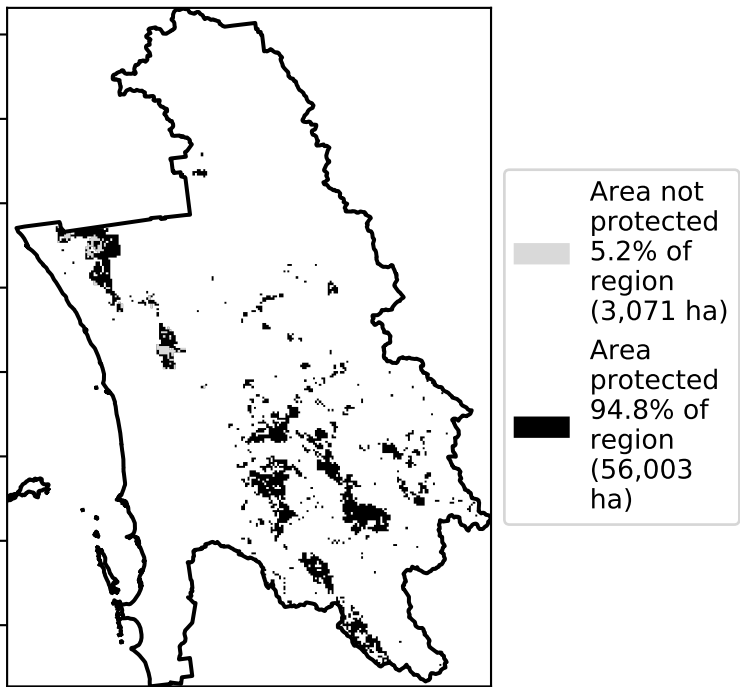 Area not
protected
5.2% of
region
(3,071 ha)
Area
protected
94.8% of
region
(56,003
ha)